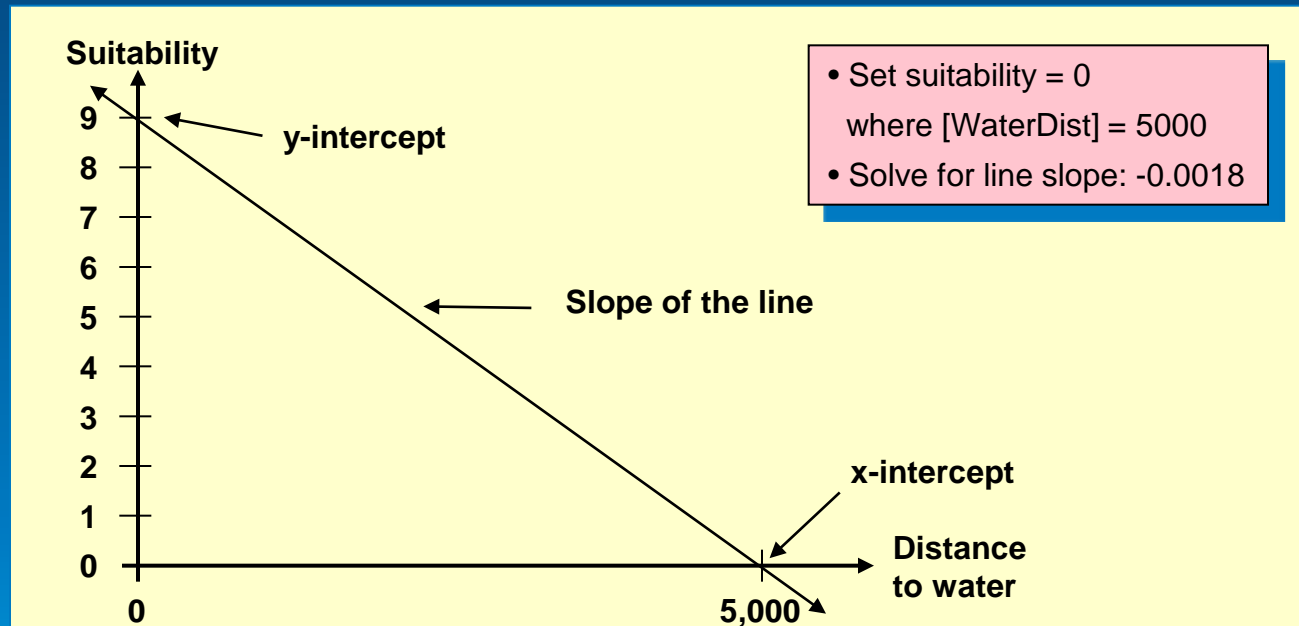 Suitability
9
8
7
6
5
4
3
2
1
0
y-intercept
Slope of the line
x-intercept
Distance
to water
0
5,000
• Set suitability = 0
where [WaterDist] = 5000
• Solve for line slope: -0.0018